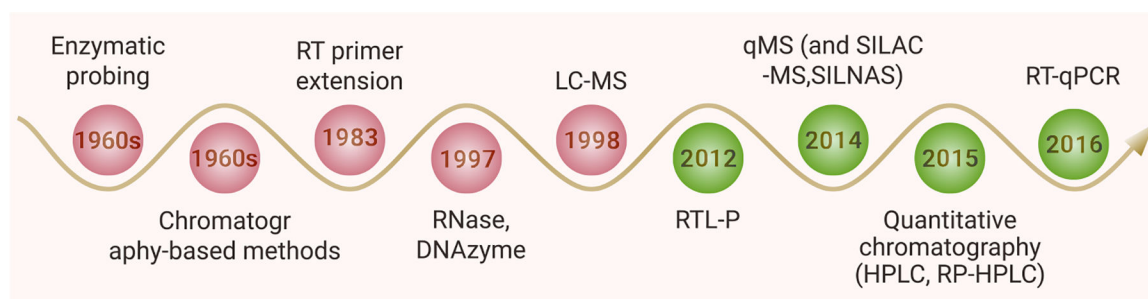 Enzymatic
probing
1960s
1960s
Chromatogr
aphy-based methods
RT primer
extension
1983
1997
RNase,
DNAzyme
LC-MS
1998
2012
RTL-P
qMS (and SILAC
-MS,SILNAS)
2014
2015
Quantitative
chromatography
(HPLC, RP-HPLC)
RT-qPCR
2016